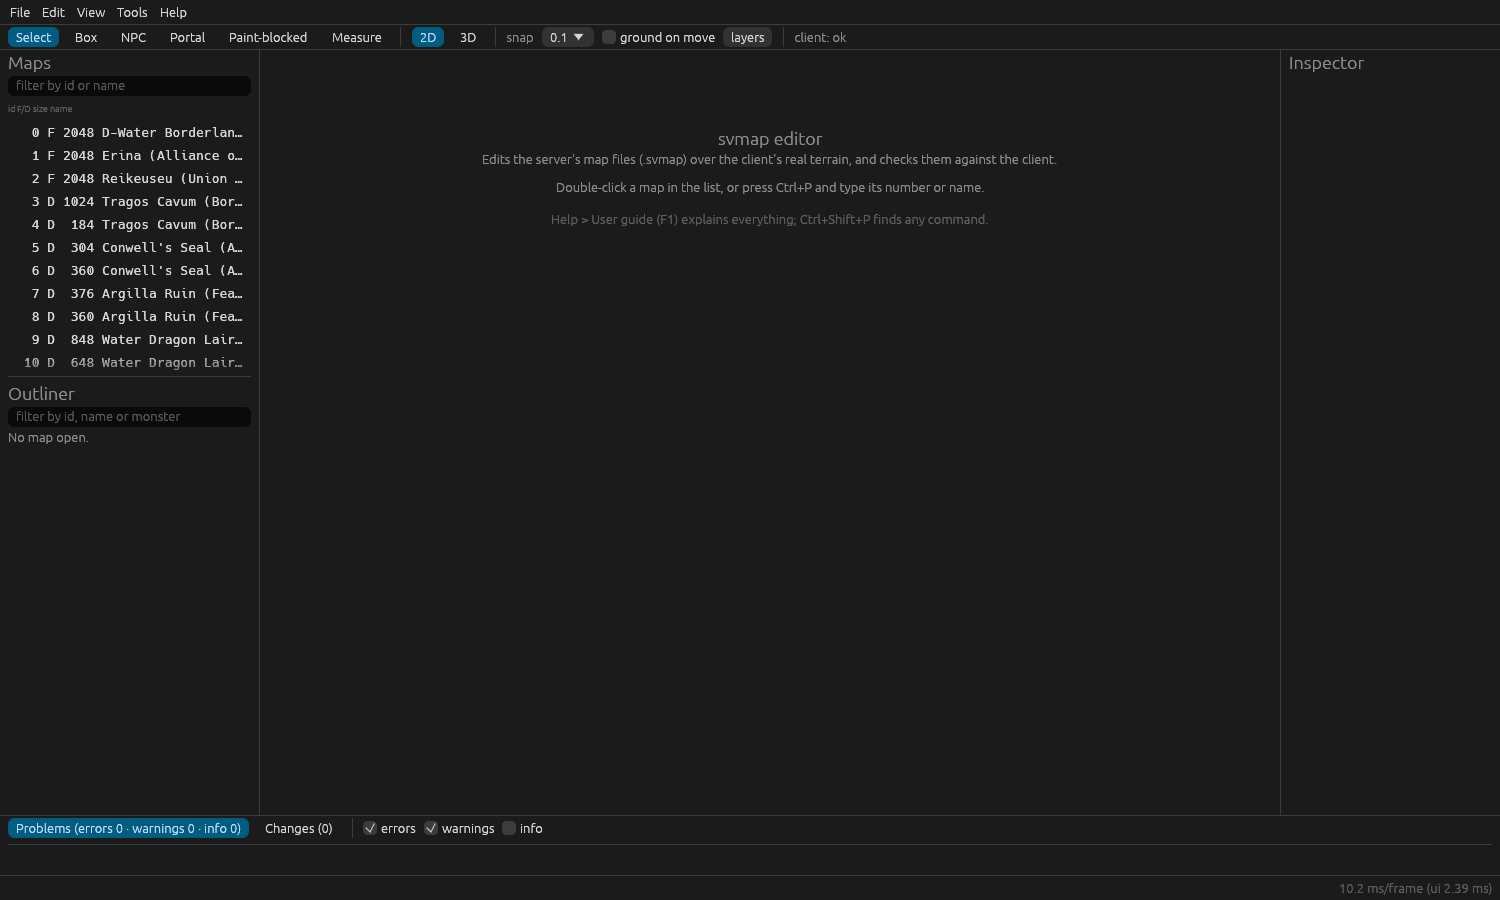 File Edit View Tools Help
Select Box NPC Portal Paint-blocked Measure 2D 3D snap 0.1 ground on move layers client: ok
Maps
filter by id or name
id F/D size name
0 F 2048 D-Water Borderlan…
1 F 2048 Erina (Alliance o…
2 F 2048 Reikeuseu (Union …
3 D 1024 Tragos Cavum (Bor…
4 D 184 Tragos Cavum (Bor…
5 D 304 Conwell's Seal (A…
6 D 360 Conwell's Seal (A…
7 D 376 Argilla Ruin (Fea…
8 D 360 Argilla Ruin (Fea…
9 D 848 Water Dragon Lair…
10 D 648 Water Dragon Lair…
Outliner
filter by id, name or monster
No map open.
svmap editor
Edits the server's map files (.svmap) over the client's real terrain, and checks them against the client.
Double-click a map in the list, or press Ctrl+P and type its number or name.
Help > User guide (F1) explains everything; Ctrl+Shift+P finds any command.
Inspector
Problems (errors 0 · warnings 0 · info 0) Changes (0) errors warnings info
10.2 ms/frame (ui 2.39 ms)